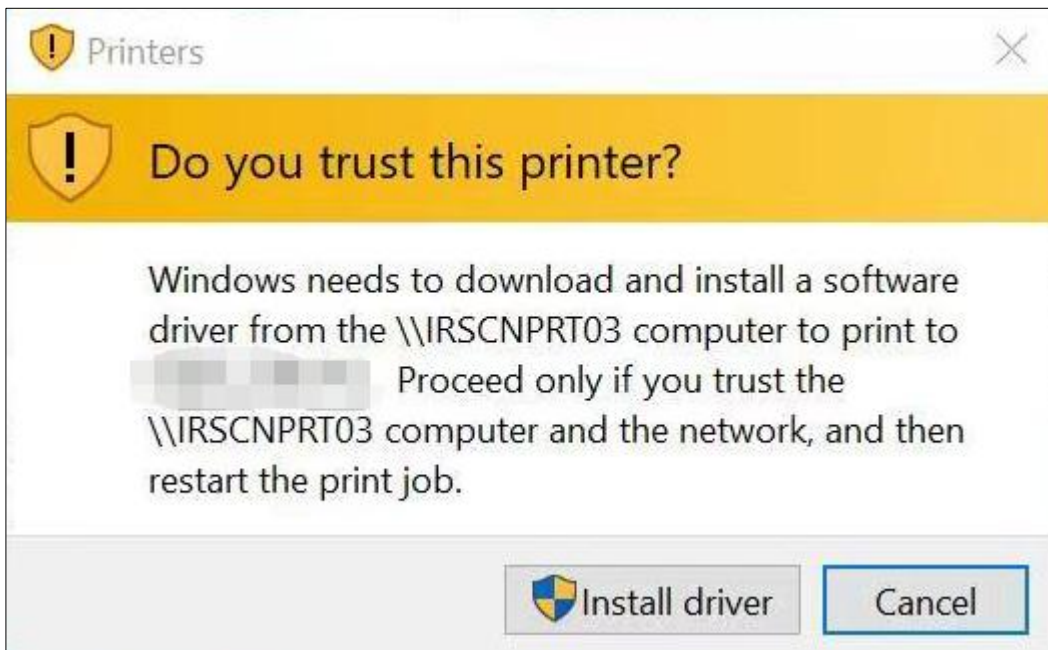 Printers
Do you trust this printer?
Windows needs to download and install a software
driver from the \\IRSCNPRT03 computer to print to
Proceed only if you trust the
\\IRSCNPRT03 computer and the network, and then
restart the print job.
Install driver
Cancel